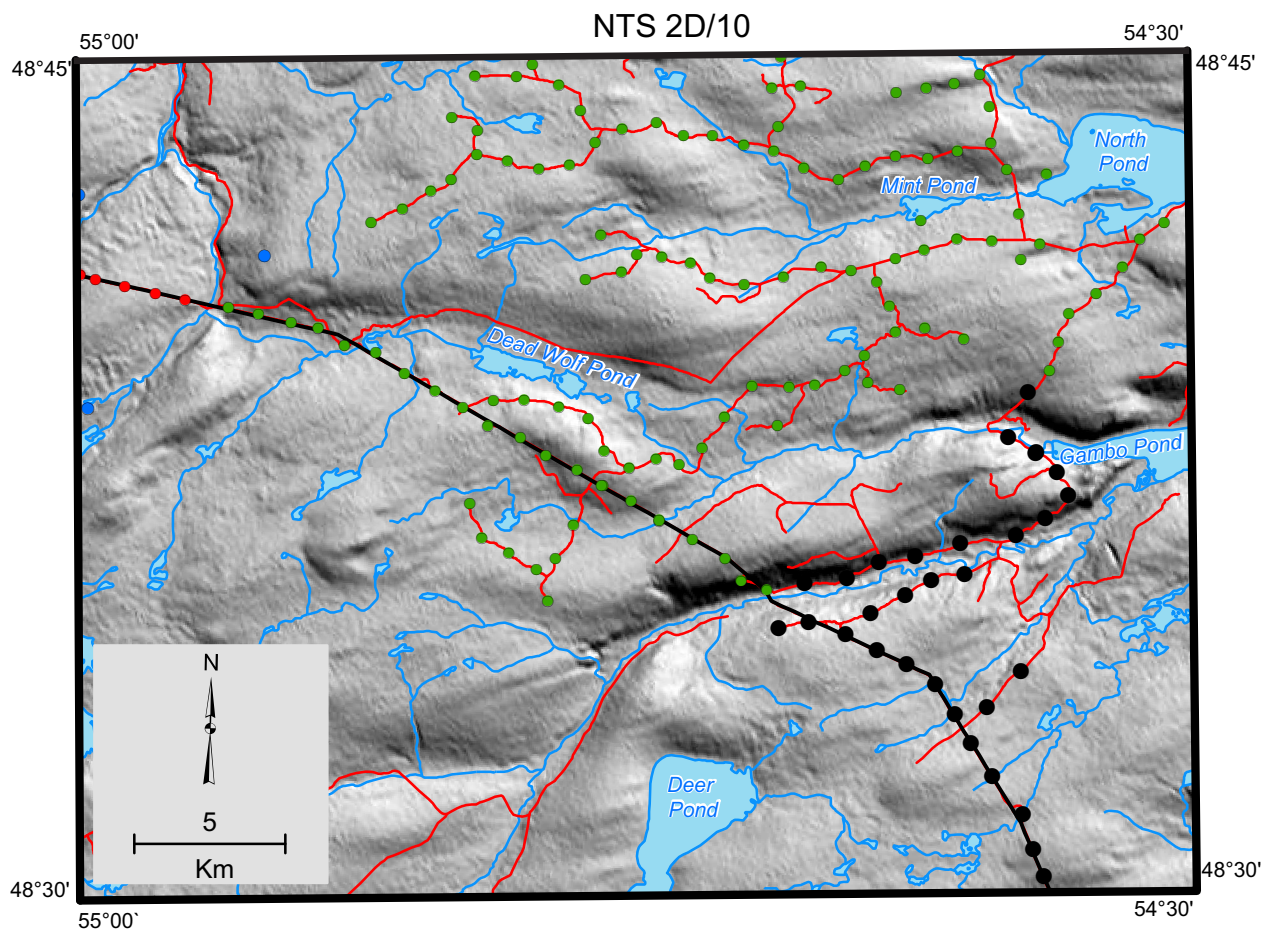 NTS 2D/10
55°00'
54°30'
48°45'
48°45'
North
Pond
Mint Pond
Dead Wolf Pond
Gambo Pond
N
Deer
Pond
5
Km
48°30'
48°30'
55°00`
54°30'